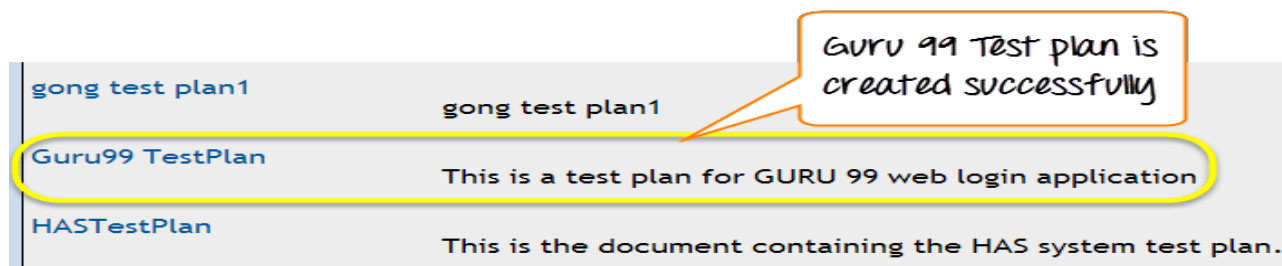 Guru 99 Test plan is
created successfully
gong test plan1
gong test plan1
Guru99 TestPlan
This is a test plan for GURU 99 web login application
HASTestPlan
This is the document containing the HAS system test plan.